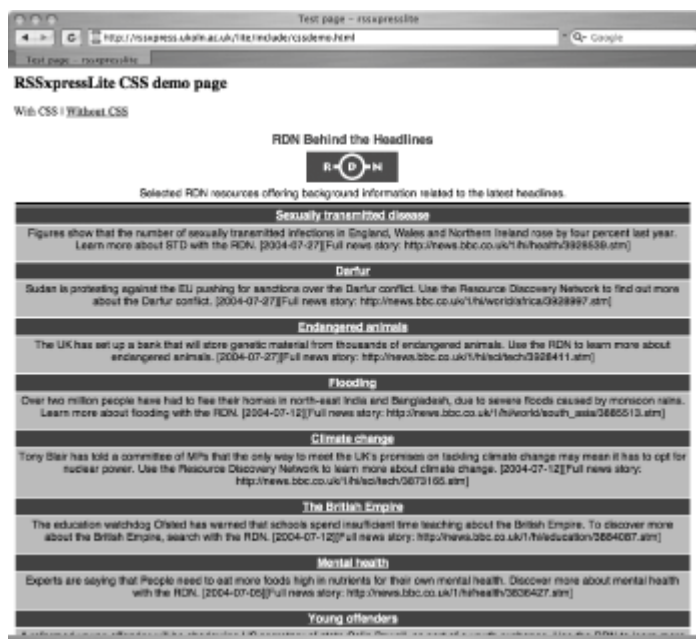 Test page – rssxpresslite
http://rssxpress.ukoln.ac.uk/lite/include/cssdemo.html
Google
Test page – rssxpresslite
RSSxpressLite CSS demo page
With CSS | Without CSS
RDN Behind the Headlines
R D N
Selected RDN resources offering background information related to the latest headlines.
Sexually transmitted disease
Figures show that the number of sexually transmitted infections in England, Wales and Northern Ireland rose by four percent last year.
Learn more about STD with the RDN. [2004-07-27][Full news story: http://news.bbc.co.uk/1/hi/health/3928539.stm]
Darfur
Sudan is protesting against the EU pushing for sanctions over the Darfur conflict. Use the Resource Discovery Network to find out more
about the Darfur conflict. [2004-07-27][Full news story: http://news.bbc.co.uk/1/hi/world/africa/3928997.stm]
Endangered animals
The UK has set up a bank that will store genetic material from thousands of endangered animals. Use the RDN to learn more about
endangered animals. [2004-07-27][Full news story: http://news.bbc.co.uk/1/hi/sci/tech/3928411.stm]
Flooding
Over two million people have had to flee their homes in north-east India and Bangladesh, due to severe floods caused by monsoon rains.
Learn more about flooding with the RDN. [2004-07-12][Full news story: http://news.bbc.co.uk/1/hi/world/south_asia/3885513.stm]
Climate change
Tony Blair has told a committee of MPs that the only way to meet the UK's promises on tackling climate change may mean it has to opt for
nuclear power. Use the Resource Discovery Network to learn more about climate change. [2004-07-12][Full news story:
http://news.bbc.co.uk/1/hi/sci/tech/3873165.stm]
The British Empire
The education watchdog Ofsted has warned that schools spend insufficient time teaching about the British Empire. To discover more
about the British Empire, search with the RDN. [2004-07-12][Full news story: http://news.bbc.co.uk/1/hi/education/3884087.stm]
Mental health
Experts are saying that People need to eat more foods high in nutrients for their own mental health. Discover more about mental health
with the RDN. [2004-07-05][Full news story: http://news.bbc.co.uk/1/hi/health/3836427.stm]
Young offenders